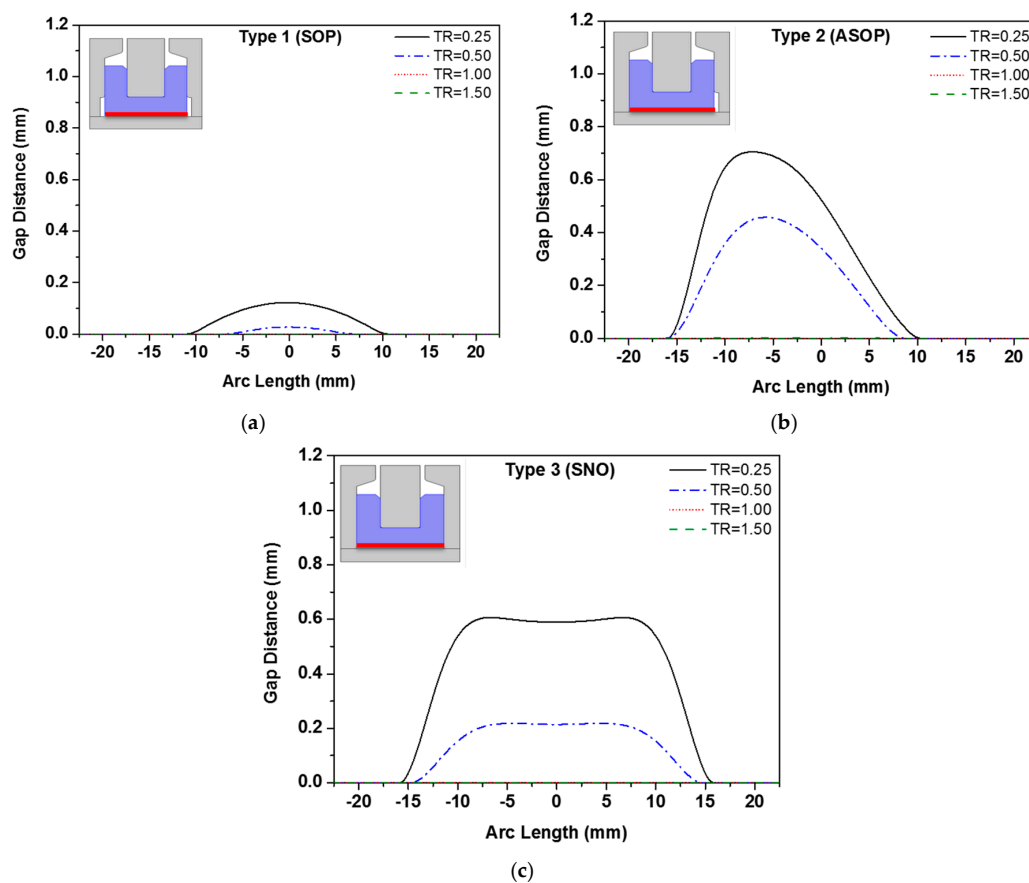 Type 1 (SOP)
TR=0.25
TR=0.50
TR=1.00
TR=1.50
1.2
1.0
0.8
0.6
0.4
0.2
0.0
Gap Distance (mm)
-20 -15 -10 -5 0 5 10 15 20
Arc Length (mm)
(a)
Type 2 (ASOP)
TR=0.25
TR=0.50
TR=1.00
TR=1.50
1.2
1.0
0.8
0.6
0.4
0.2
0.0
Gap Distance (mm)
-20 -15 -10 -5 0 5 10 15 20
Arc Length (mm)
(b)
Type 3 (SNO)
TR=0.25
TR=0.50
TR=1.00
TR=1.50
1.2
1.0
0.8
0.6
0.4
0.2
0.0
Gap Distance (mm)
-20 -15 -10 -5 0 5 10 15 20
Arc Length (mm)
(c)